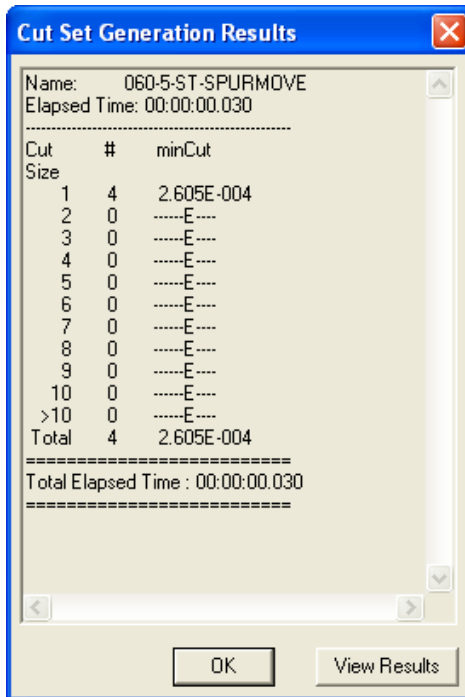 Cut Set Generation Results
Name: 060-5-ST-SPURMOVE
Elapsed Time: 00:00:00.030
-----------------------------------------------
Cut # minCut
Size
1 4 2.605E-004
2 0 ------E----
3 0 ------E----
4 0 ------E----
5 0 ------E----
6 0 ------E----
7 0 ------E----
8 0 ------E----
9 0 ------E----
10 0 ------E----
>10 0 ------E----
Total 4 2.605E-004
==========================
Total Elapsed Time : 00:00:00.030
==========================
OK View Results